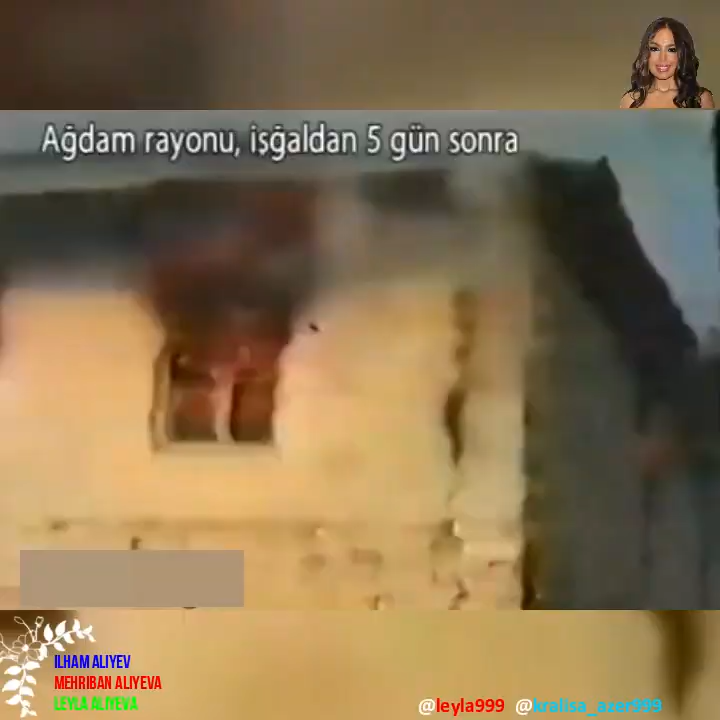 Ağdam rayonu, işğaldan 5 gün sonra
ILHAM ALIYEV
MEHRIBAN ALIYEVA
LEYLA ALIYEVA
@leyla999 @kralisa_azer999